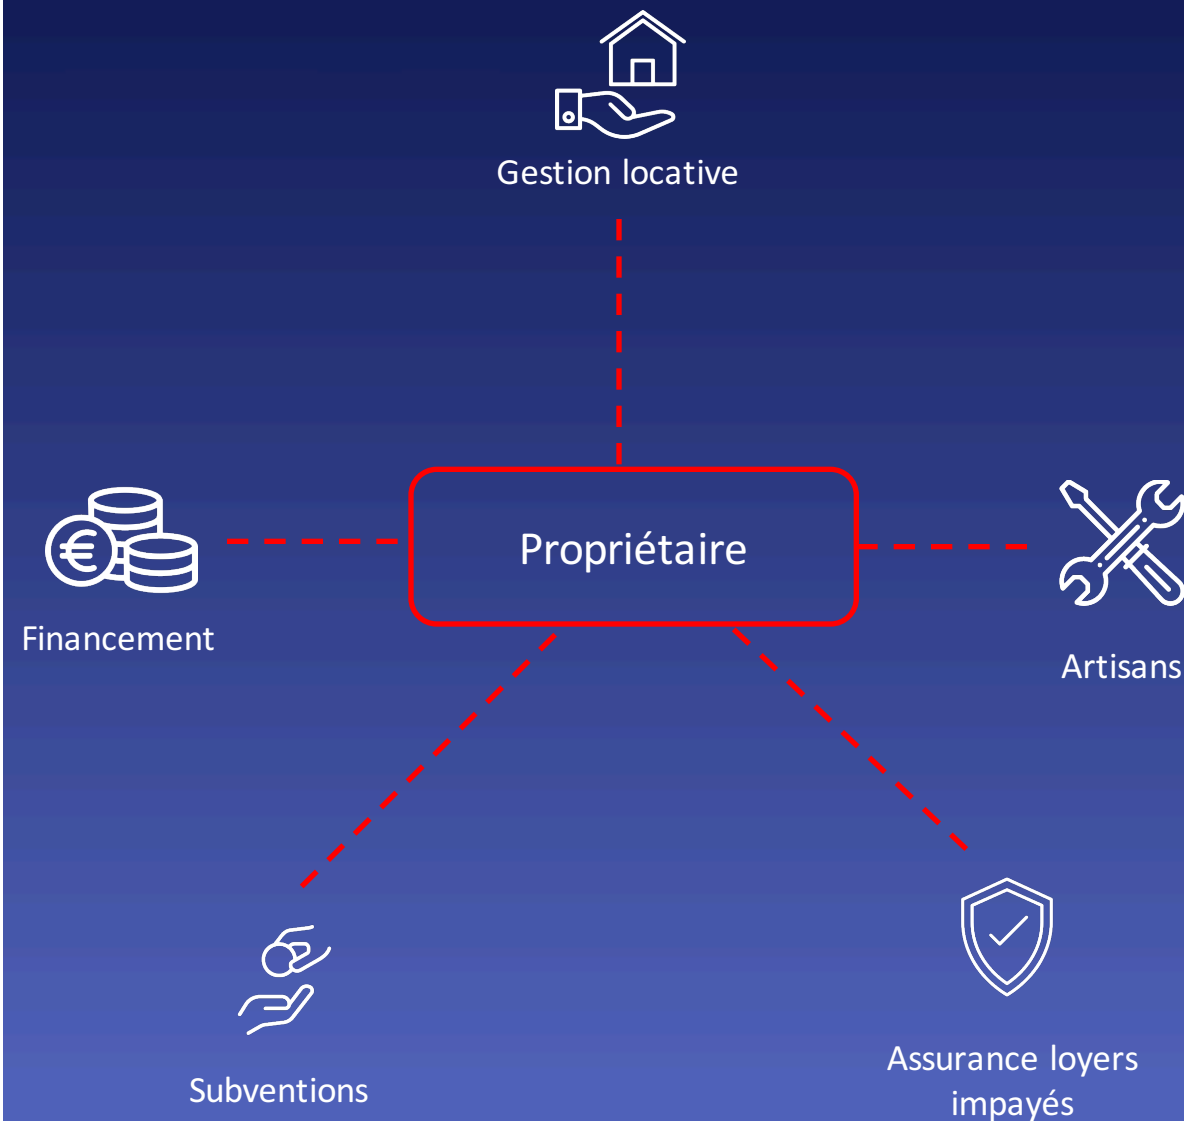 Gestion locative
Propriétaire
Financement
Artisans
Subventions
Assurance loyers
impayés